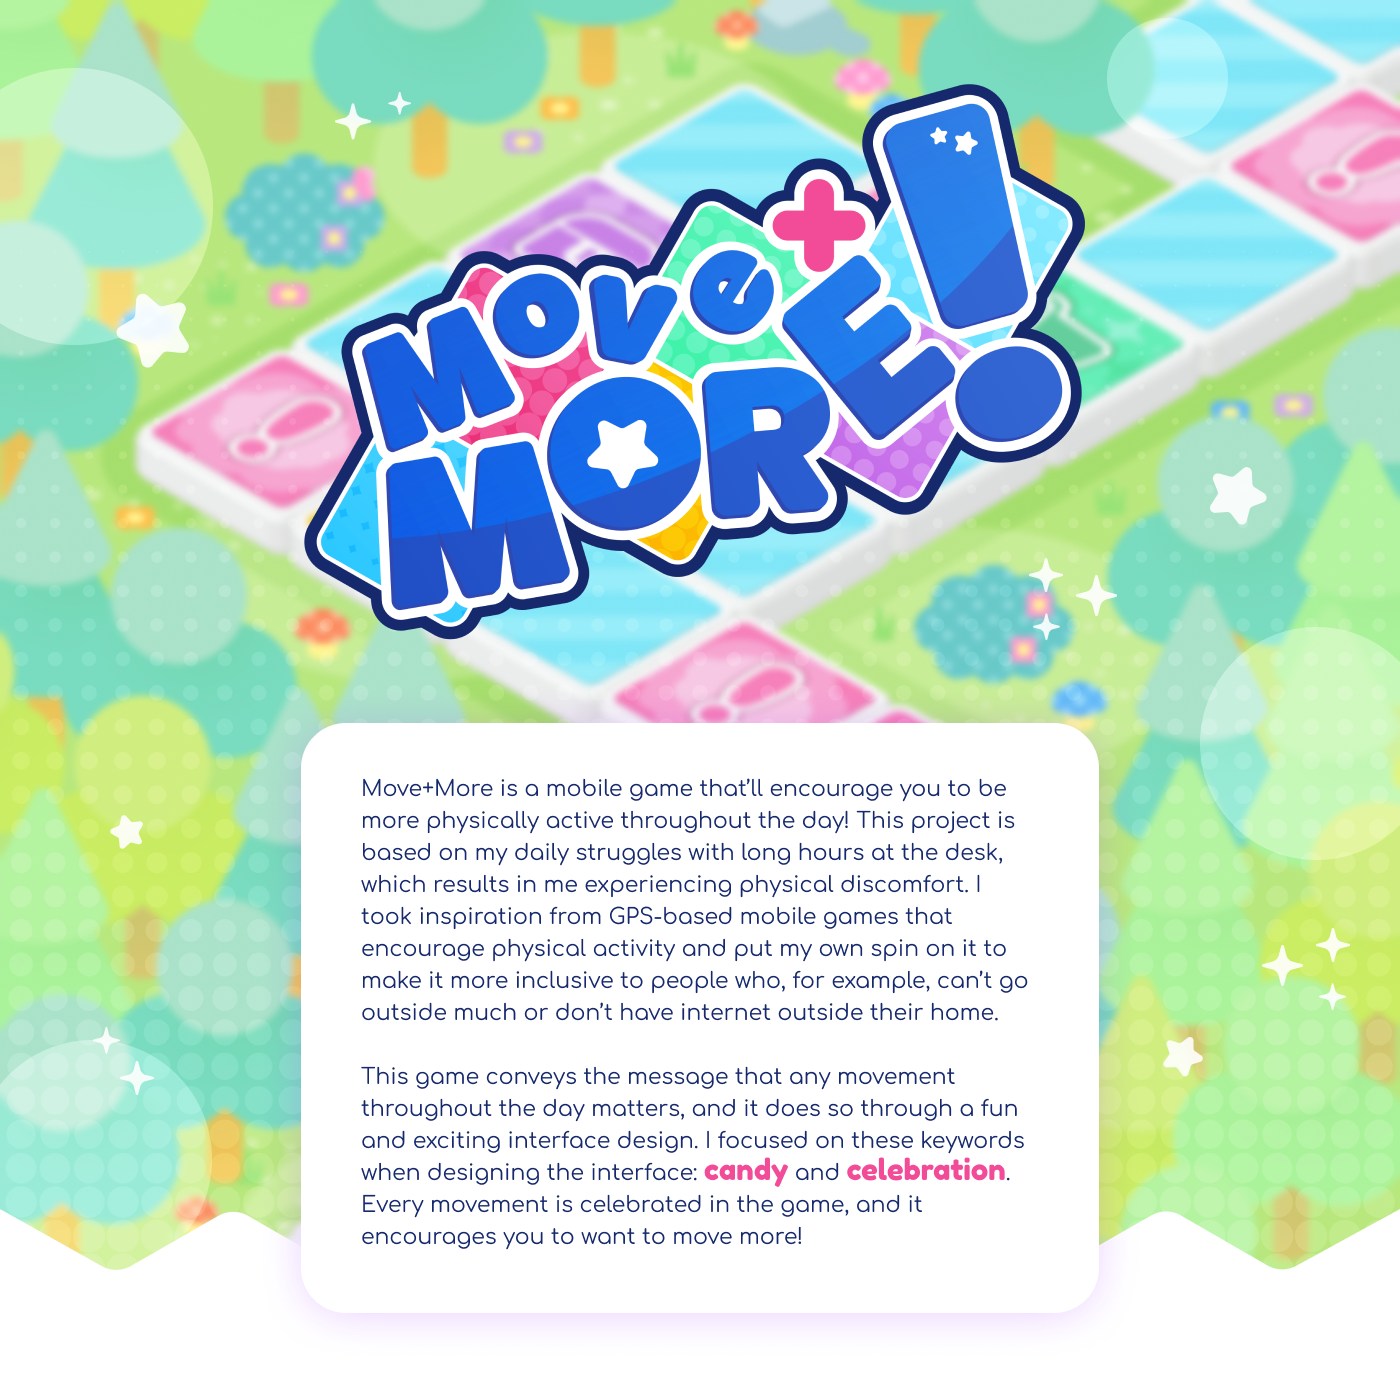 Move+
MORE!
Move+More is a mobile game that'll encourage you to be
more physically active throughout the day! This project is
based on my daily struggles with long hours at the desk,
which results in me experiencing physical discomfort. I
took inspiration from GPS-based mobile games that
encourage physical activity and put my own spin on it to
make it more inclusive to people who, for example, can't go
outside much or don't have internet outside their home.
This game conveys the message that any movement
throughout the day matters, and it does so through a fun
and exciting interface design. I focused on these keywords
when designing the interface: candy and celebration.
Every movement is celebrated in the game, and it
encourages you to want to move more!